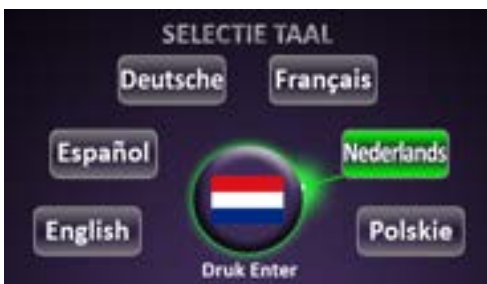 SELECTIE TAAL
Deutsche Français
Español Nederlands
English Polskie
Druk Enter